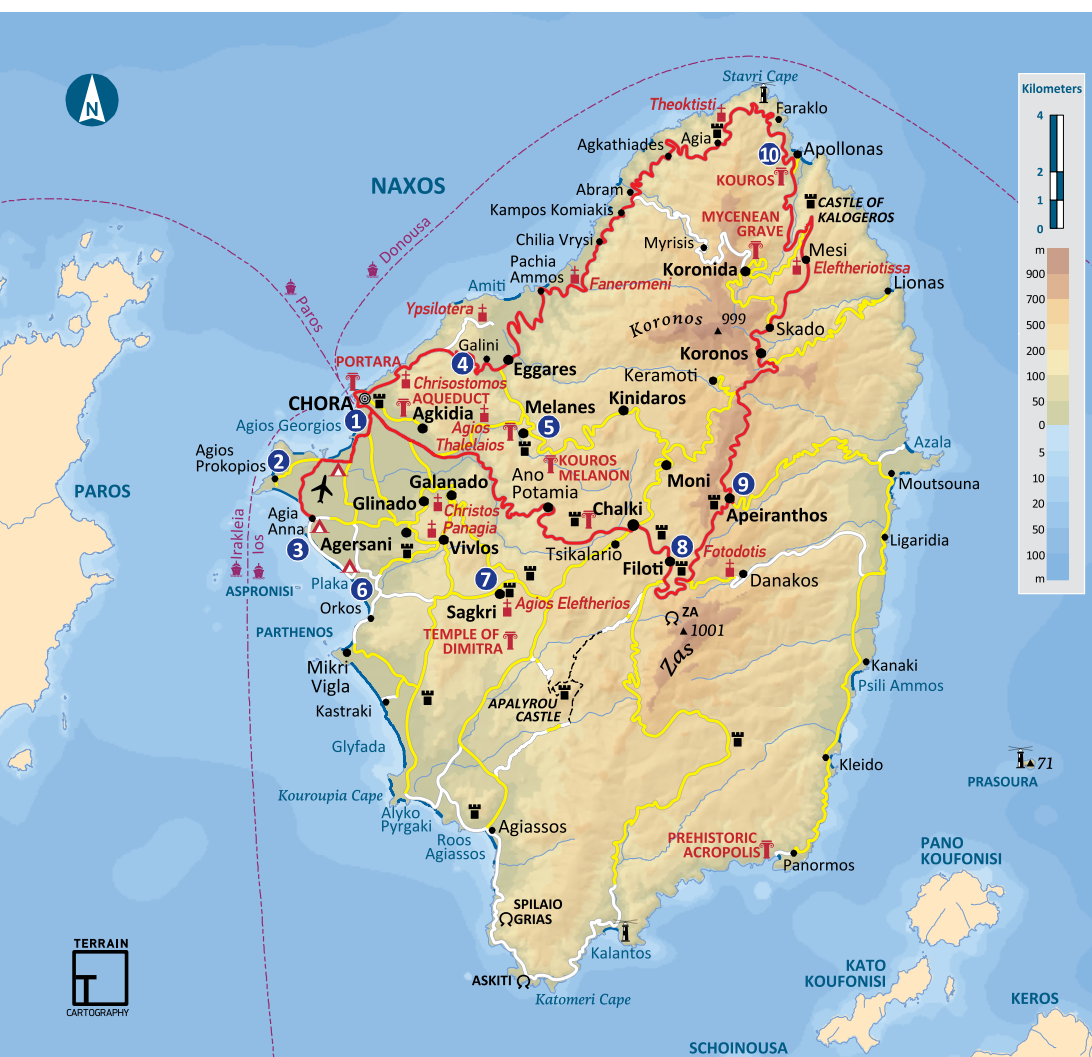 Stavri Cape
N
Kilometers
4
2
1
0
Theoktisti
Faraklo
Agia
Agkathiades
10
Apollonas
NAXOS
KOUROS
Abram
CASTLE OF
KALOGEROS
Kampos Komiakis
MYCENEAN
GRAVE
Donousa
Chilia Vrysi
Myrisis
Mesi
Pachia
Ammos
Koronida
Eleftheriotissa
Faneromeni
Lionas
Amiti
Paros
Ypsilotera
Koronos
999
Skado
Galini
PORTARA
4
Eggares
Koronos
Chrisostomos
Keramoti
AQUEDUCT
CHORA
Agkidia
Melanes
Kinidaros
1
5
Agios Georgios
Agios
Thalelaios
Agios
Prokopios
2
KOUROS
MELANON
Azala
Ano
Potamia
Moni
9
Moutsouna
PAROS
Galanado
Glinado
Christos
Chalki
Apeiranthos
Agia
Anna
Panagia
Irakleia
Ios
3
Agersani
Vivlos
Tsikalario
8
Ligaridia
Filoti
Fotodotis
Plaka
7
Danakos
ASPRONISI
6
Orkos
Sagkri
Agios Eleftherios
ZA
PARTHENOS
TEMPLE OF
DIMITRA
1001
Zas
Mikri
Vigla
Kanaki
Psili Ammos
Kastraki
APALYROU
CASTLE
Glyfada
Kleido
71
PRASOURA
Kouroupia Cape
Alyko
Pyrgaki
Roos
Agiassos
Agiassos
PREHISTORIC
ACROPOLIS
Panormos
PANO
KOUFONISI
SPILAIO
GRIAS
Kalantos
KATO
KOUFONISI
ASKITI
Katomeri Cape
KEROS
SCHOINOUSA
m
900
700
500
200
100
50
0
5
10
20
50
100
m
TERRAIN
T
CARTOGRAPHY